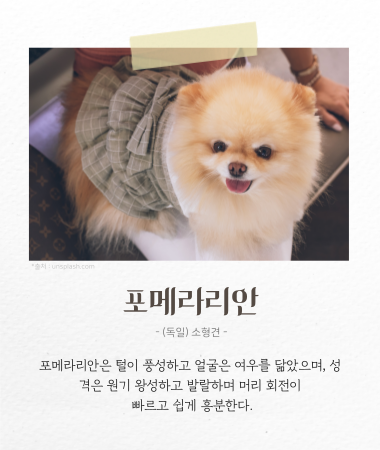 *출처 : unsplash.com
포메라리안
- (독일) 소형견 -
포메라리안은 털이 풍성하고 얼굴은 여우를 닮았으며, 성
격은 원기 왕성하고 발랄하며 머리 회전이
빠르고 쉽게 흥분한다.